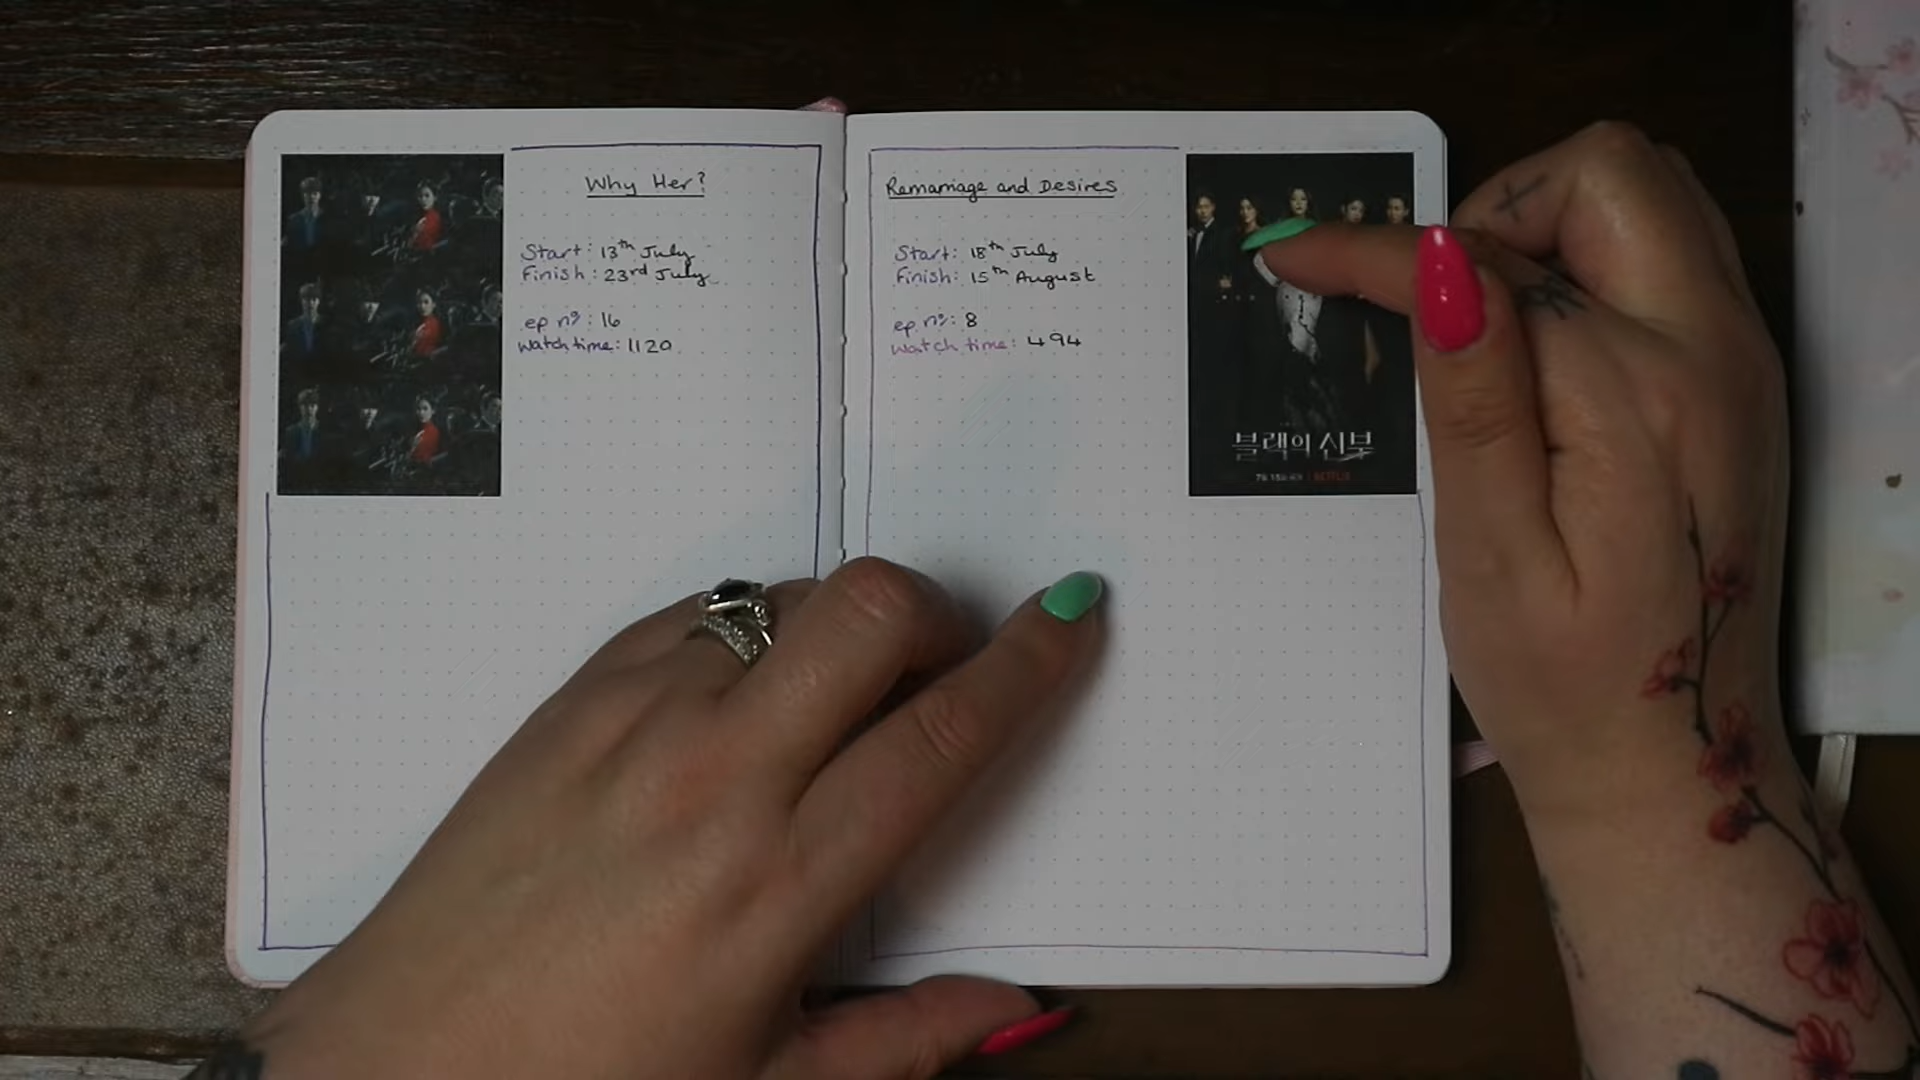 Why Her?
Start: 13th July
Finish: 23rd July
ep nº: 16
Watch time: 1120
Remarriage and Desires
Start: 18th July
Finish: 15th August
ep nº: 8
Watch time: 494
블랙의 신부
NETFLIX